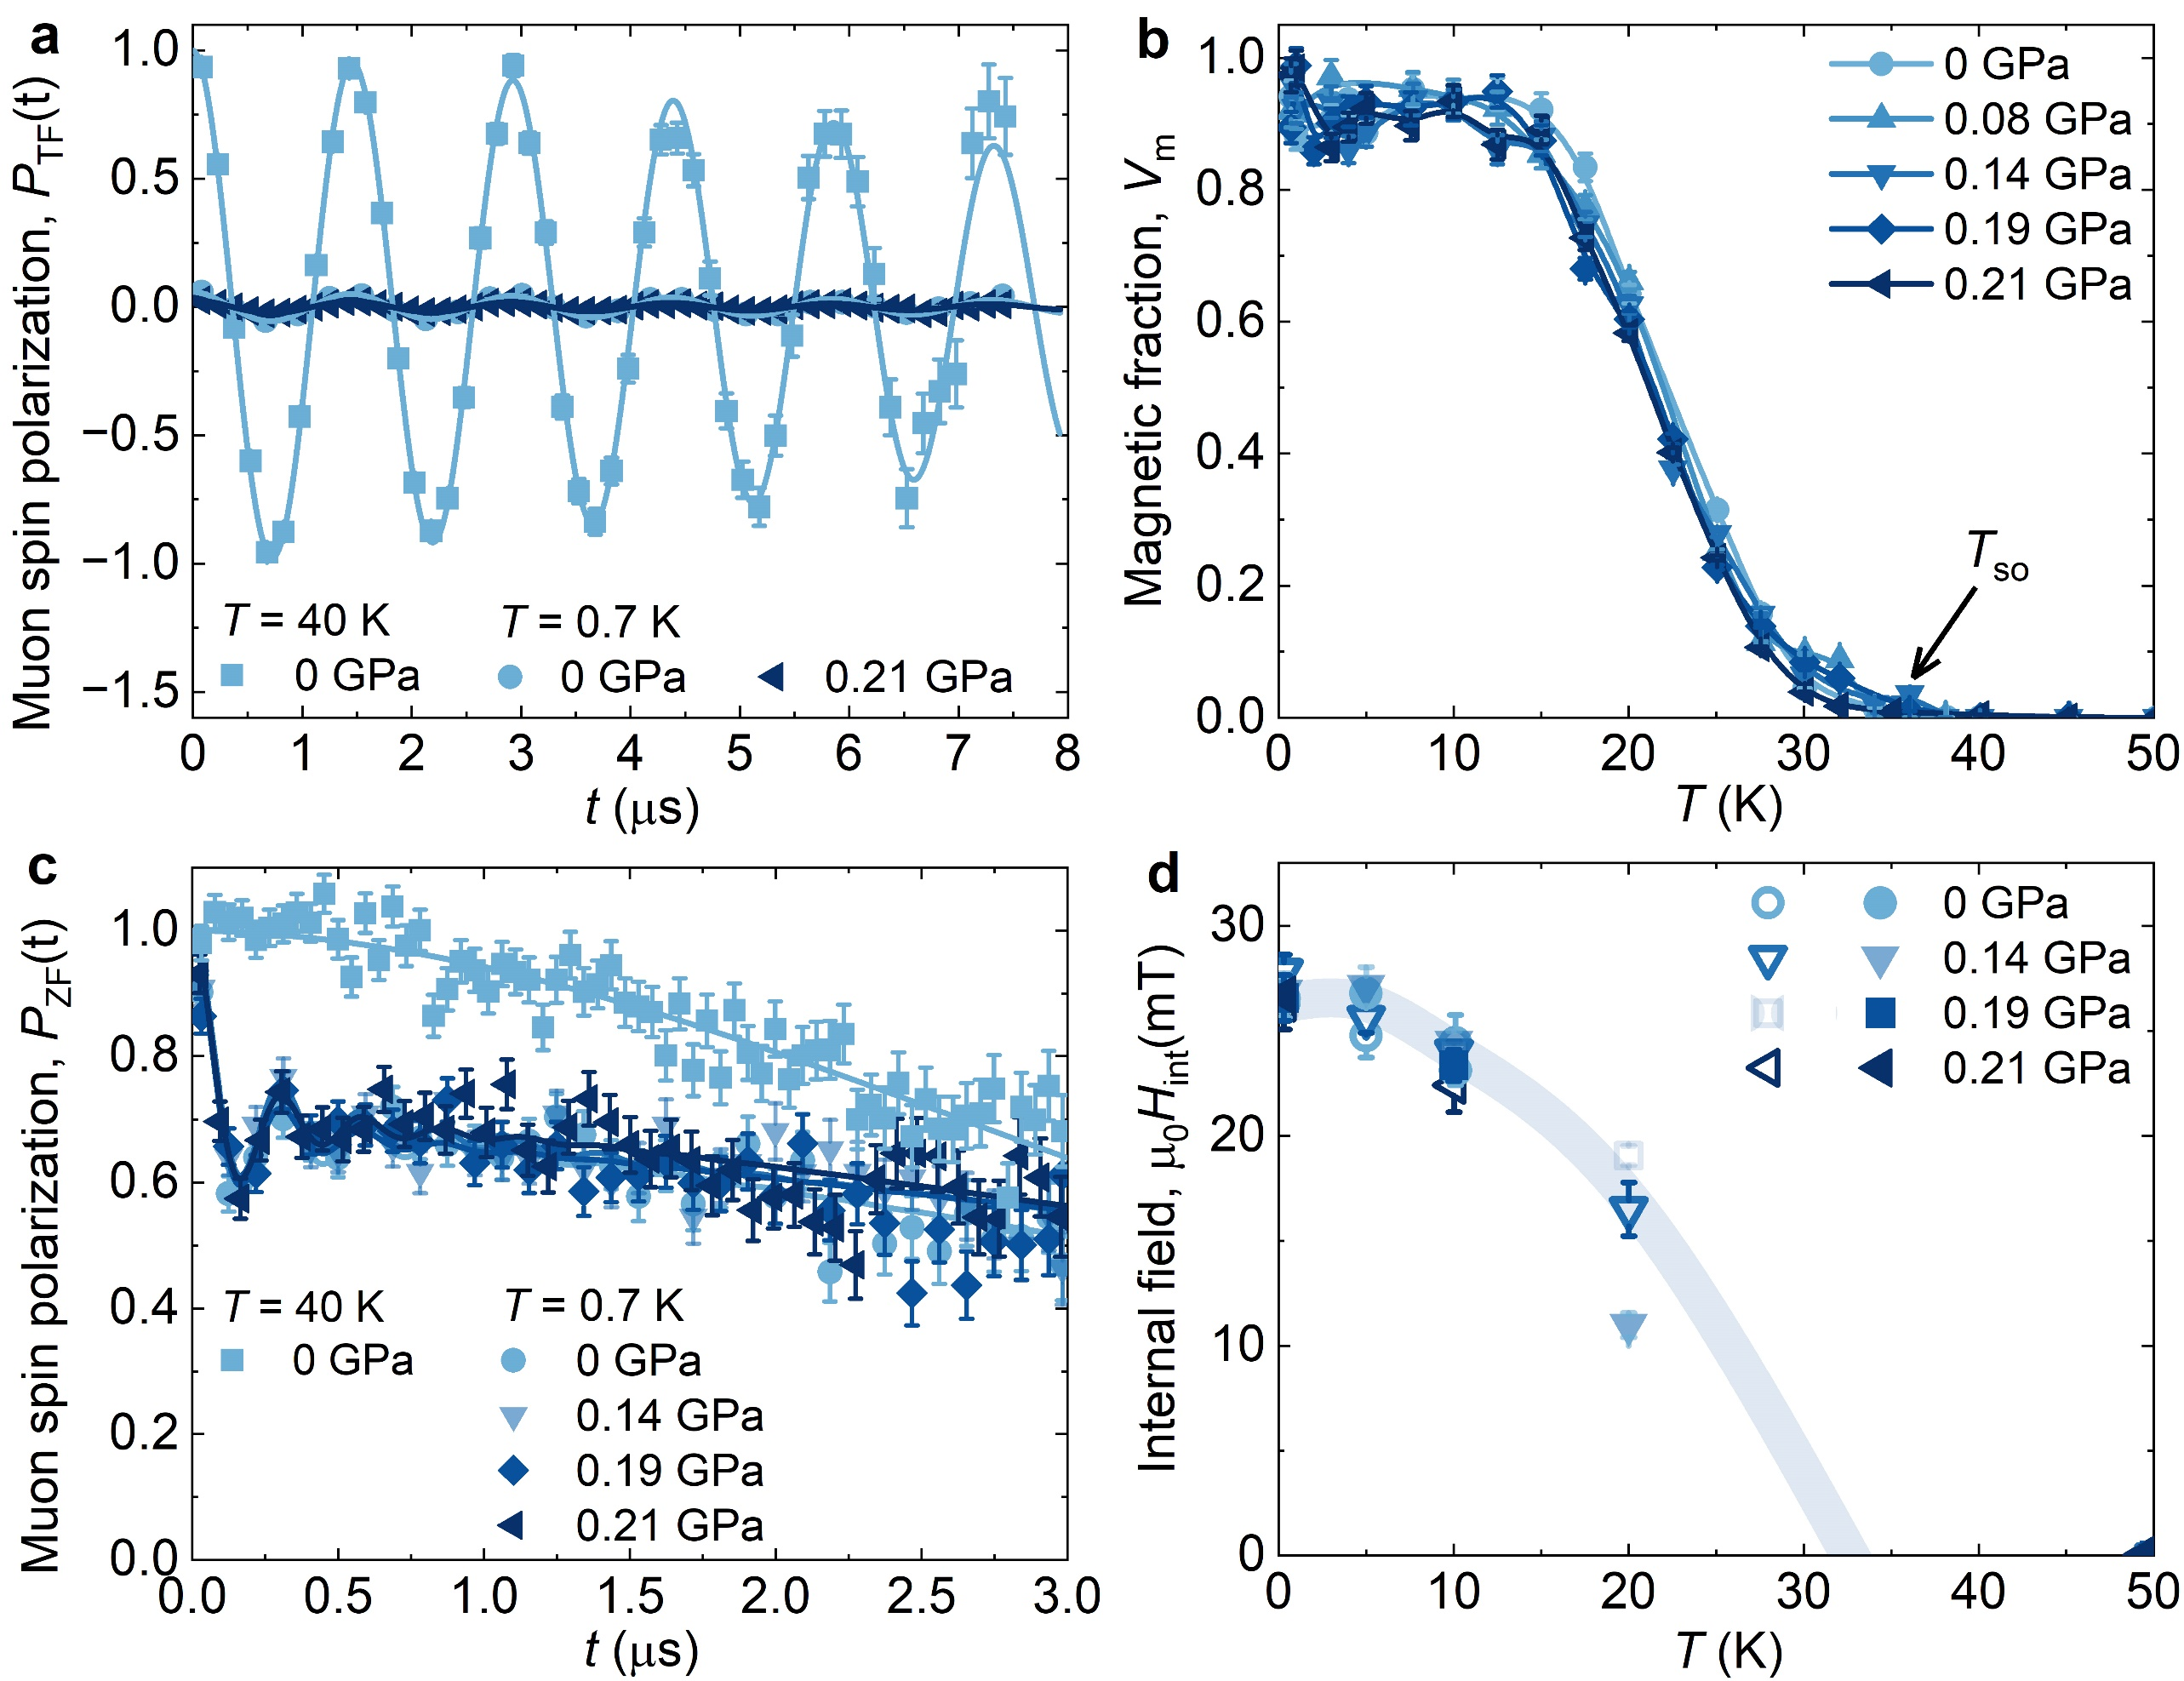 a
Muon spin polarization, P_TF(t)
1.0
0.5
0.0
−0.5
−1.0
−1.5
T = 40 K
0 GPa
T = 0.7 K
0 GPa
0.21 GPa
0 1 2 3 4 5 6 7 8
t (μs)
b
Magnetic fraction, V_m
1.0
0.8
0.6
0.4
0.2
0.0
0 GPa
0.08 GPa
0.14 GPa
0.19 GPa
0.21 GPa
T_so
0 10 20 30 40 50
T (K)
c
Muon spin polarization, P_ZF(t)
1.0
0.8
0.6
0.4
0.2
0.0
T = 40 K
0 GPa
T = 0.7 K
0 GPa
0.14 GPa
0.19 GPa
0.21 GPa
0.0 0.5 1.0 1.5 2.0 2.5 3.0
t (μs)
d
Internal field, μ₀H_int(mT)
30
20
10
0
0 GPa
0.14 GPa
0.19 GPa
0.21 GPa
0 10 20 30 40 50
T (K)